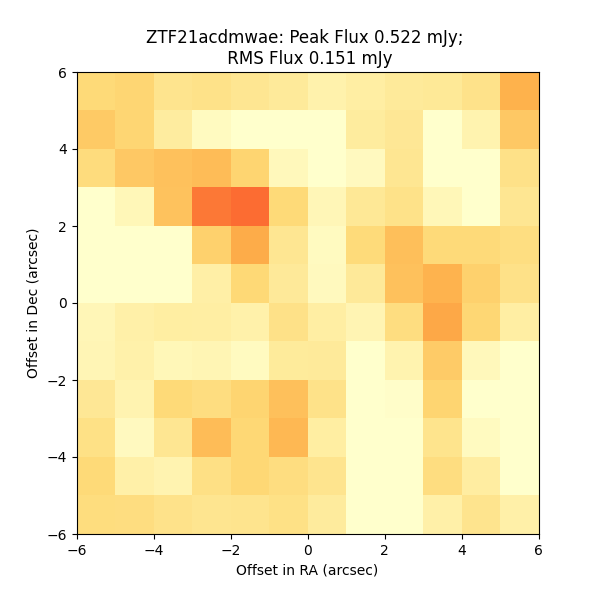 ZTF21acdmwae: Peak Flux 0.522 mJy;
RMS Flux 0.151 mJy
6
4
2
0
−2
−4
−6
Offset in Dec (arcsec)
−6 −4 −2 0 2 4 6
Offset in RA (arcsec)